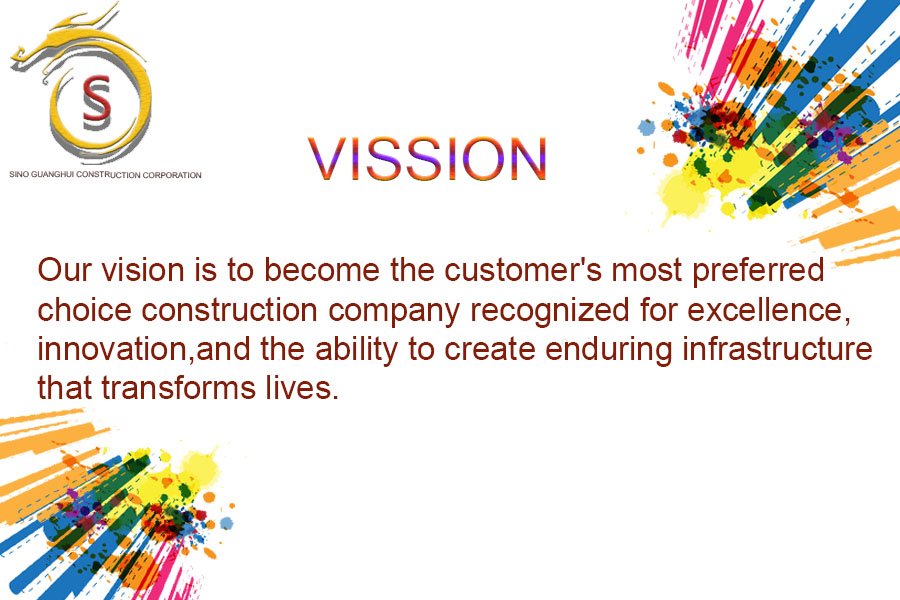 S
SINO GUANGHUI CONSTRUCTION CORPORATION
VISSION
Our vision is to become the customer's most preferred
choice construction company recognized for excellence,
innovation,and the ability to create enduring infrastructure
that transforms lives.